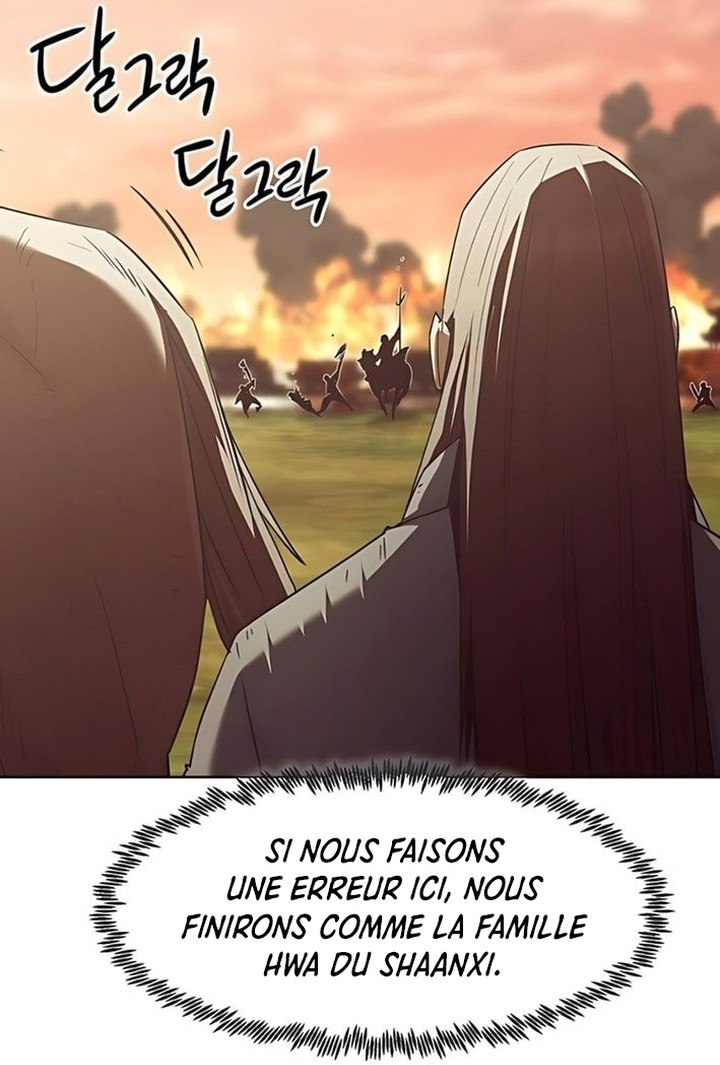 달그락
달그락
SI NOUS FAISONS
UNE ERREUR ICI, NOUS
FINIRONS COMME LA FAMILLE
HWA DU SHAANXI.